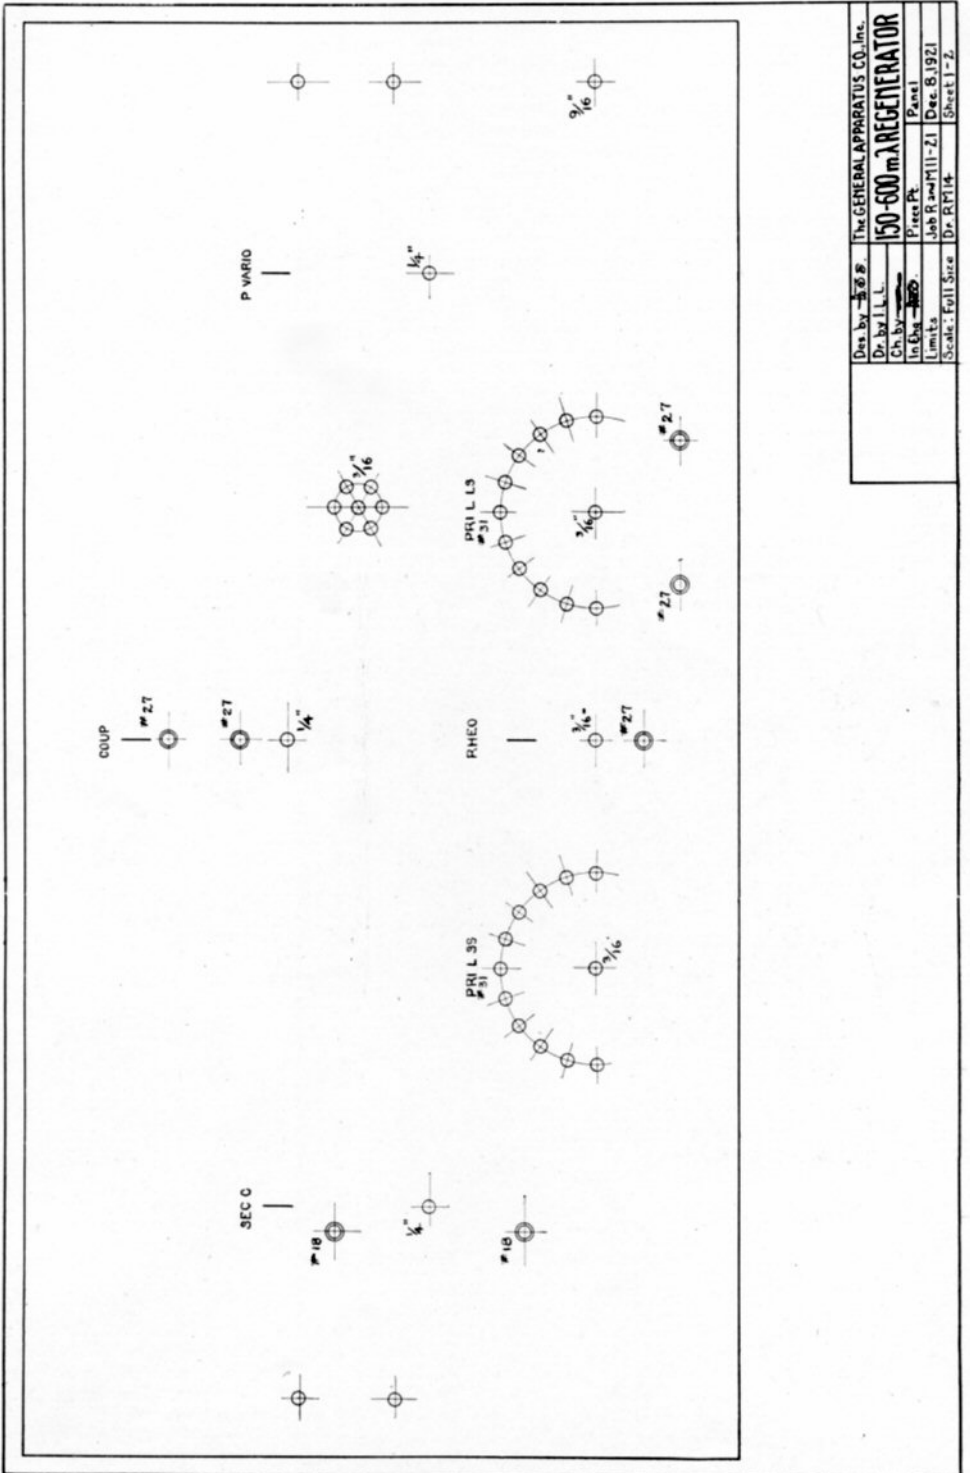 COUP
#27
#27
1/4"
P VARIO
1/4"
9/16"
SEC C
#18
1/4"
#18
3/16"
PRI L 3S
#31
3/16
RHEO
3/16"
#27
PRI L LS
#31
3/16"
#27
#27
Des. by
The GENERAL APPARATUS CO., Inc.
Dr. by I.L.L.
150-600 mλ REGENERATOR
Ch. by
In Chg.
Piece Pt.
Panel
Limits
Job R and M 11-21
Dec. 8, 1921
Scale: Full Size
Dr. RM14
Sheet 1-2